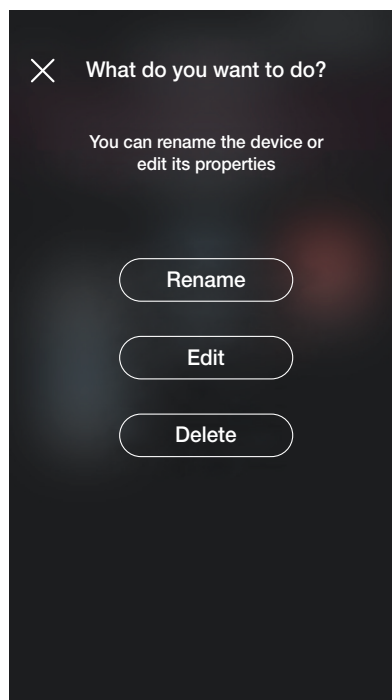 What do you want to do?
You can rename the device or
edit its properties
Rename
Edit
Delete